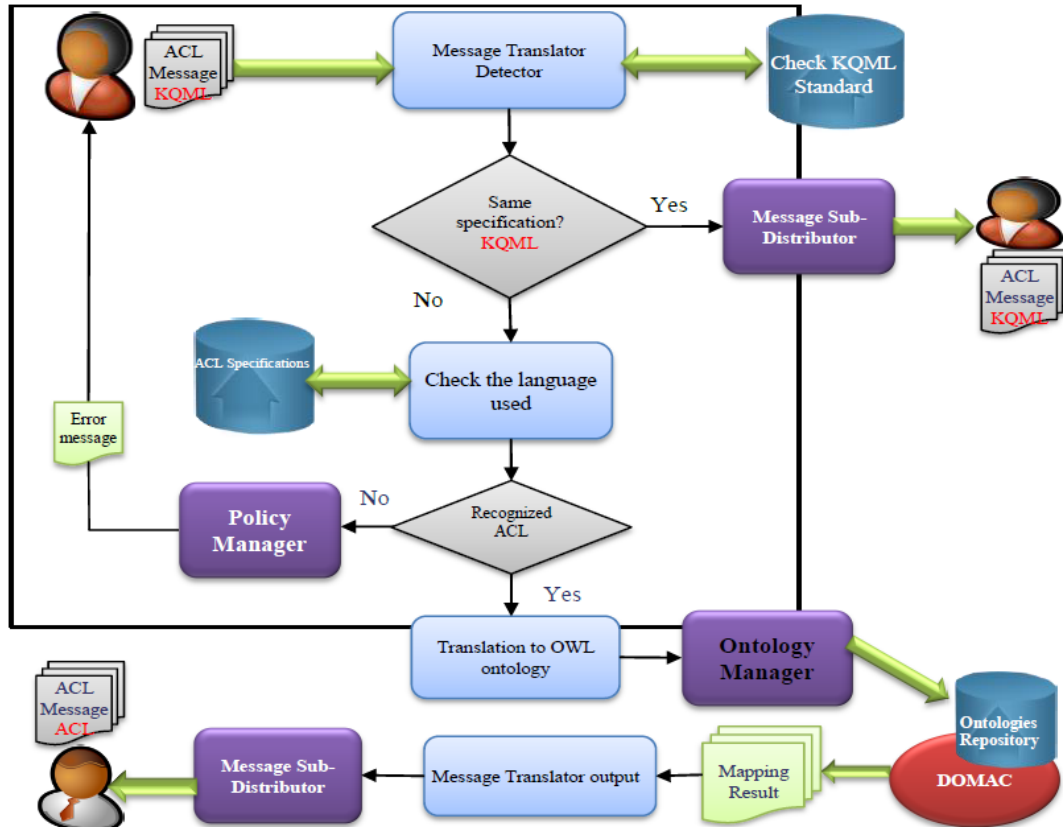 ACL
Message
KQML
Message Translator
Detector
Check KQML
Standard
Same
specification?
KQML
Yes
Message Sub-
Distributor
ACL
Message
KQML
No
ACL Specifications
Check the language
used
Error
message
Policy
Manager
No
Recognized
ACL
Yes
Translation to OWL
ontology
Ontology
Manager
Ontologies
Repository
DOMAC
Mapping
Result
Message Translator output
Message Sub-
Distributor
ACL
Message
ACL